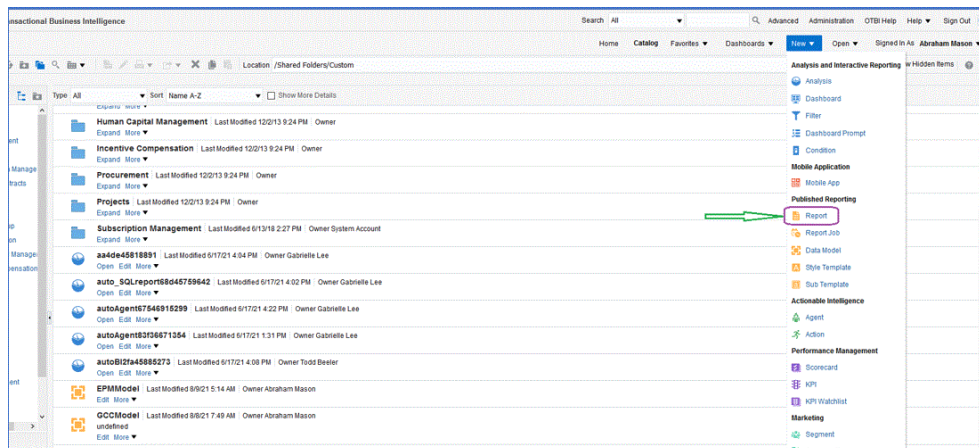 nsactional Business Intelligence Search All Advanced Administration OTBI Help Help Sign Out
Home Catalog Favorites Dashboards New Open Signed In As Abraham Mason
Location /Shared Folders/Custom
w Hidden Items
Type All Sort Name A-Z Show More Details
Expand More
Human Capital Management Last Modified 12/2/13 9:24 PM Owner
Expand More
Incentive Compensation Last Modified 12/2/13 9:24 PM Owner
Expand More
Procurement Last Modified 12/2/13 9:24 PM Owner
Expand More
Projects Last Modified 12/2/13 9:24 PM Owner
Expand More
Subscription Management Last Modified 6/13/18 2:27 PM Owner System Account
Expand More
aa4de45818891 Last Modified 6/17/21 4:04 PM Owner Gabrielle Lee
Open Edit More
auto_SQLreport68d45759642 Last Modified 6/17/21 4:02 PM Owner Gabrielle Lee
Open Edit More
autoAgent67546915299 Last Modified 6/17/21 4:22 PM Owner Gabrielle Lee
Open Edit More
autoAgent83f36671354 Last Modified 6/17/21 1:31 PM Owner Gabrielle Lee
Open Edit More
autoBI2fa45885273 Last Modified 6/17/21 4:08 PM Owner Todd Beeler
Open Edit More
EPMModel Last Modified 8/9/21 5:14 AM Owner Abraham Mason
Edit More
GCCModel Last Modified 8/8/21 7:49 AM Owner Abraham Mason
undefined
Edit More
ent
Manage
tracts
on
Manage
ensation
ent
Analysis and Interactive Reporting
Analysis
Dashboard
Filter
Dashboard Prompt
Condition
Mobile Application
Mobile App
Published Reporting
Report
Report Job
Data Model
Style Template
Sub Template
Actionable Intelligence
Agent
Action
Performance Management
Scorecard
KPI
KPI Watchlist
Marketing
Segment